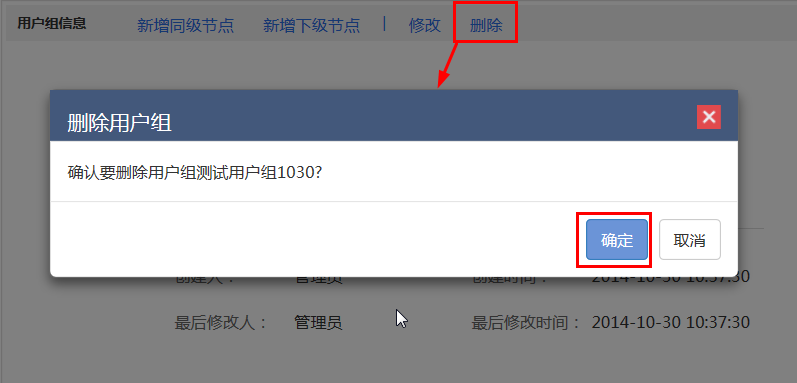 用户组信息 新增同级节点 新增下级节点 | 修改 删除
删除用户组
确认要删除用户组测试用户组1030?
确定 取消
创建人： 管理员 创建时间： 2014-10-30 10:37:30
最后修改人： 管理员 最后修改时间： 2014-10-30 10:37:30